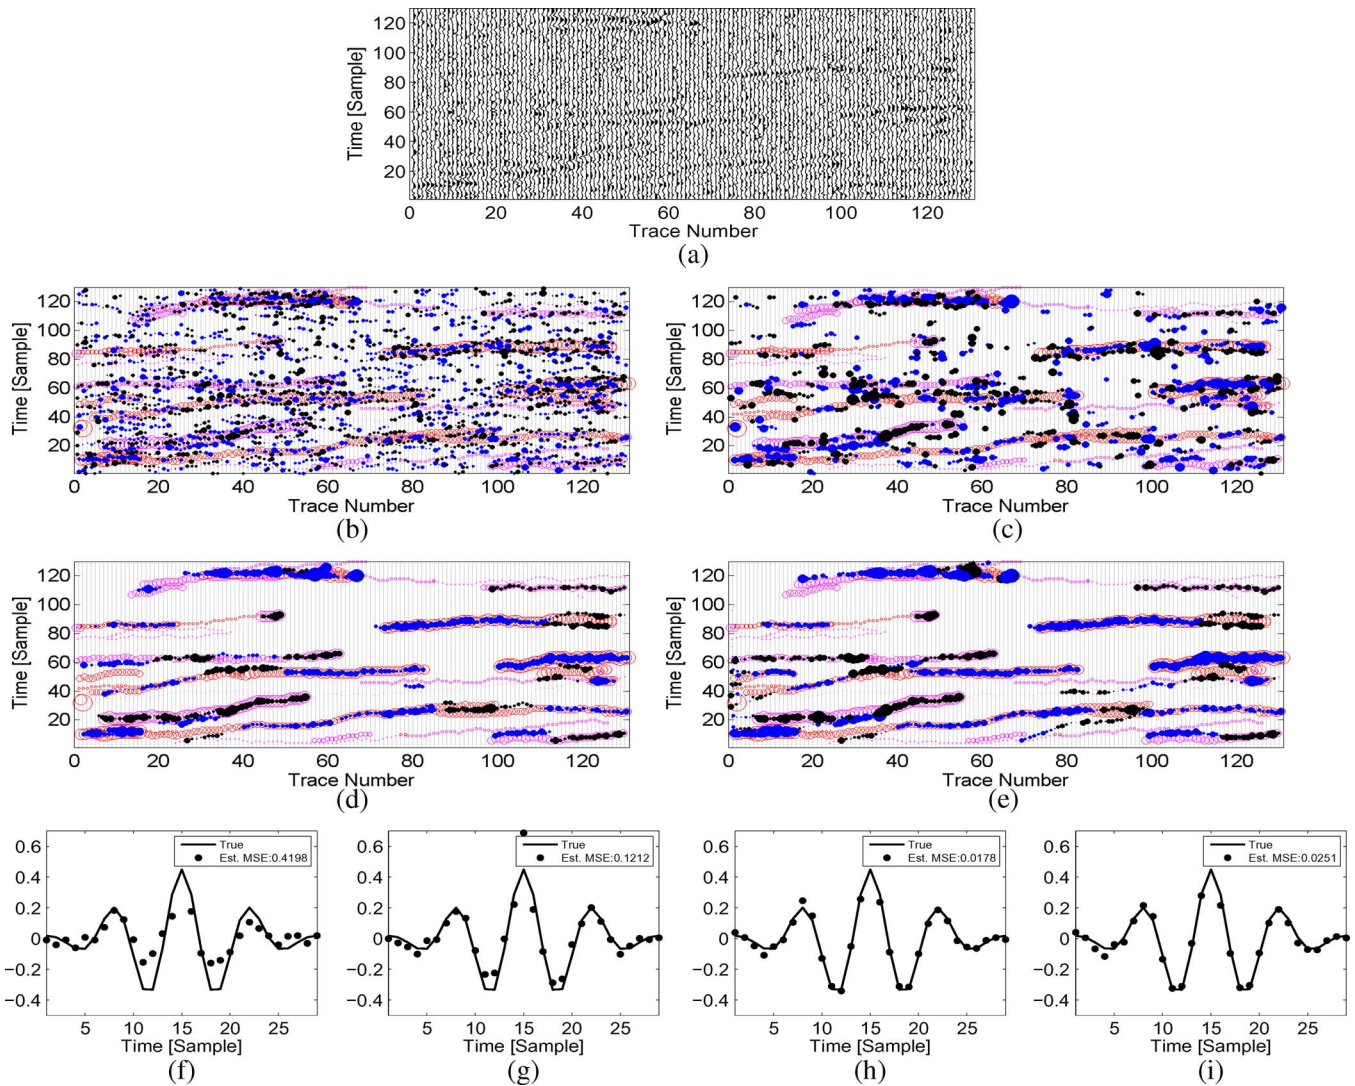 120
100
80
60
40
20
Time [Sample]
0 20 40 60 80 100 120
Trace Number
(a)
120
100
80
60
40
20
Time [Sample]
0 20 40 60 80 100 120
Trace Number
(b)
120
100
80
60
40
20
Time [Sample]
0 20 40 60 80 100 120
Trace Number
(c)
120
100
80
60
40
20
Time [Sample]
0 20 40 60 80 100 120
Trace Number
(d)
120
100
80
60
40
20
Time [Sample]
0 20 40 60 80 100 120
Trace Number
(e)
0.6
0.4
0.2
0
−0.2
−0.4
True
Est. MSE:0.4198
5 10 15 20 25
Time [Sample]
(f)
0.6
0.4
0.2
0
−0.2
−0.4
True
Est. MSE:0.1212
5 10 15 20 25
Time [Sample]
(g)
0.6
0.4
0.2
0
−0.2
−0.4
True
Est. MSE:0.0178
5 10 15 20 25
Time [Sample]
(h)
0.6
0.4
0.2
0
−0.2
−0.4
True
Est. MSE:0.0251
5 10 15 20 25
Time [Sample]
(i)